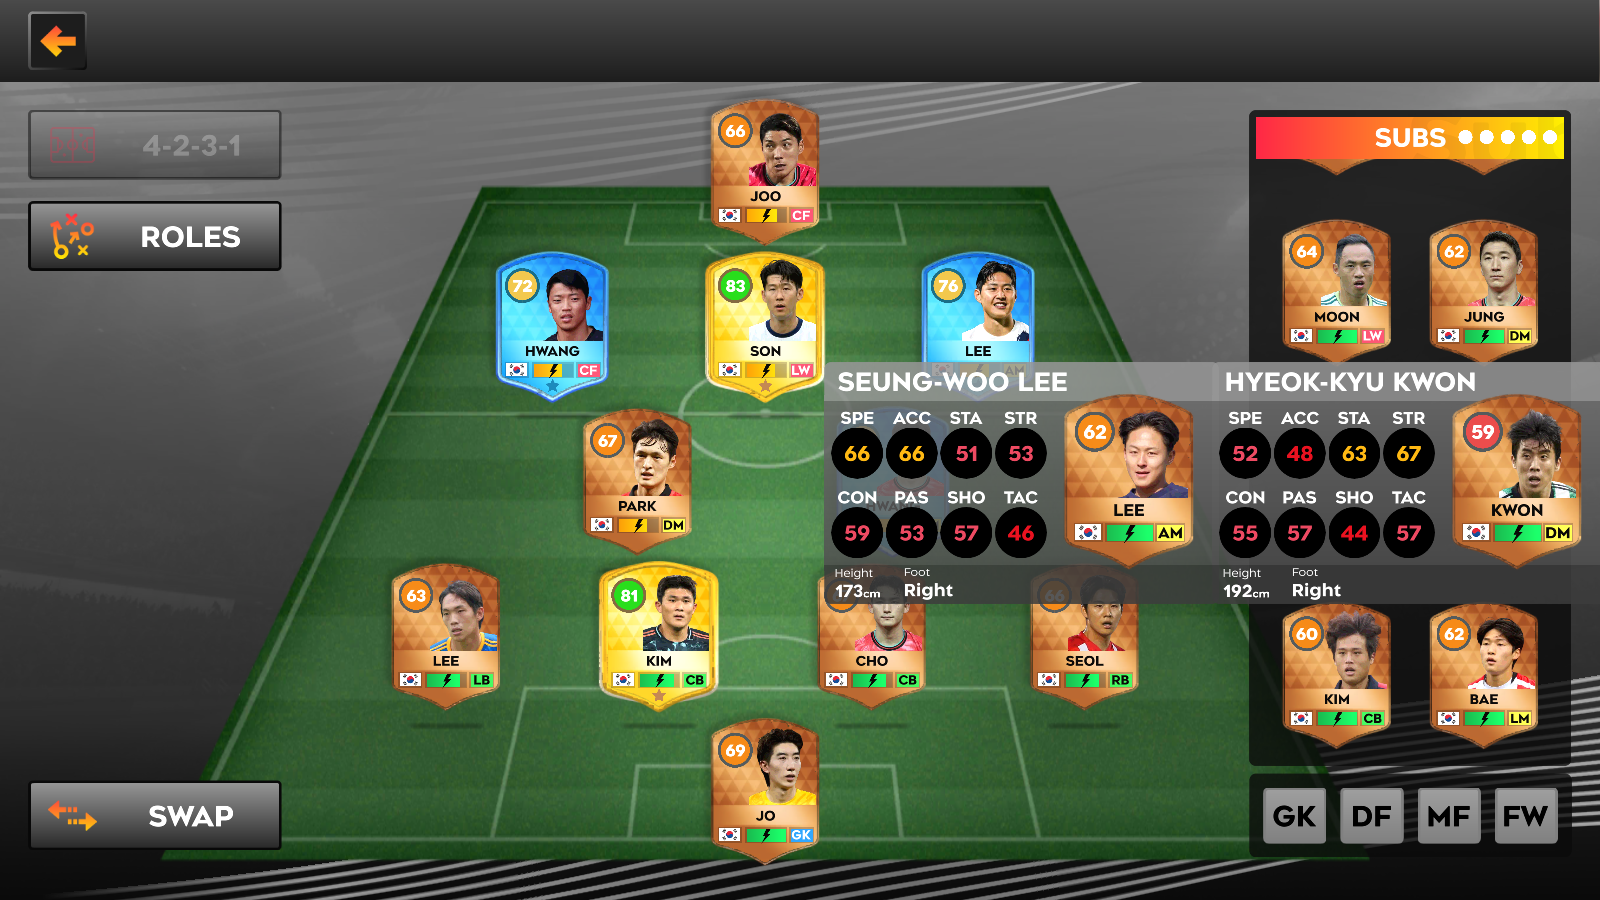 4-2-3-1
ROLES
SWAP
66
JOO
CF
72
HWANG
CF
83
SON
LW
76
LEE
AM
67
PARK
DM
HWANG
63
LEE
LB
81
KIM
CB
CHO
CB
66
SEOL
RB
69
JO
GK
SUBS
64
MOON
LW
62
JUNG
DM
SEUNG-WOO LEE
SPE ACC STA STR
66 66 51 53
CON PAS SHO TAC
59 53 57 46
Height Foot
173cm Right
62
LEE
AM
HYEOK-KYU KWON
SPE ACC STA STR
52 48 63 67
CON PAS SHO TAC
55 57 44 57
Height Foot
192cm Right
59
KWON
DM
60
KIM
CB
62
BAE
LM
GK DF MF FW